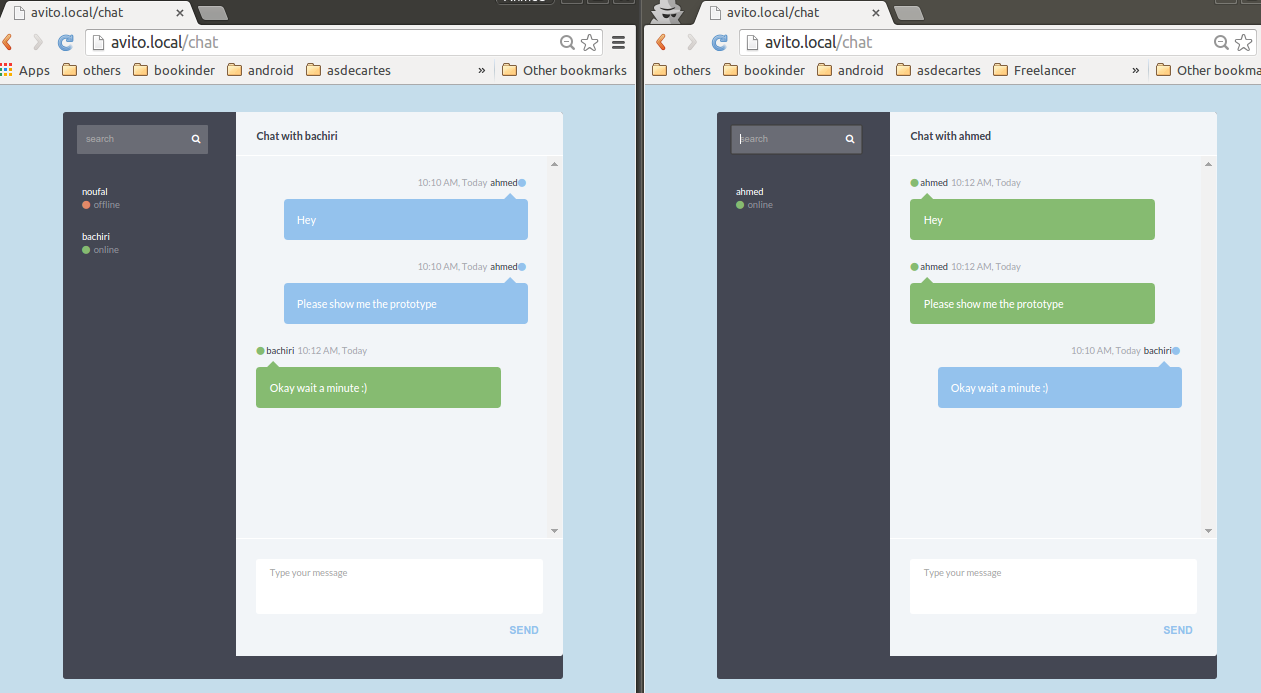 avito.local/chat
avito.local/chat
Apps others bookinder android asdecartes » Other bookmarks
Chat with bachiri
search
noufal
offline
bachiri
online
10:10 AM, Today ahmed
Hey
10:10 AM, Today ahmed
Please show me the prototype
bachiri 10:12 AM, Today
Okay wait a minute :)
Type your message
SEND
avito.local/chat
avito.local/chat
others bookinder android asdecartes Freelancer » Other bookma
Chat with ahmed
search
ahmed
online
ahmed 10:12 AM, Today
Hey
ahmed 10:12 AM, Today
Please show me the prototype
10:10 AM, Today bachiri
Okay wait a minute :)
Type your message
SEND